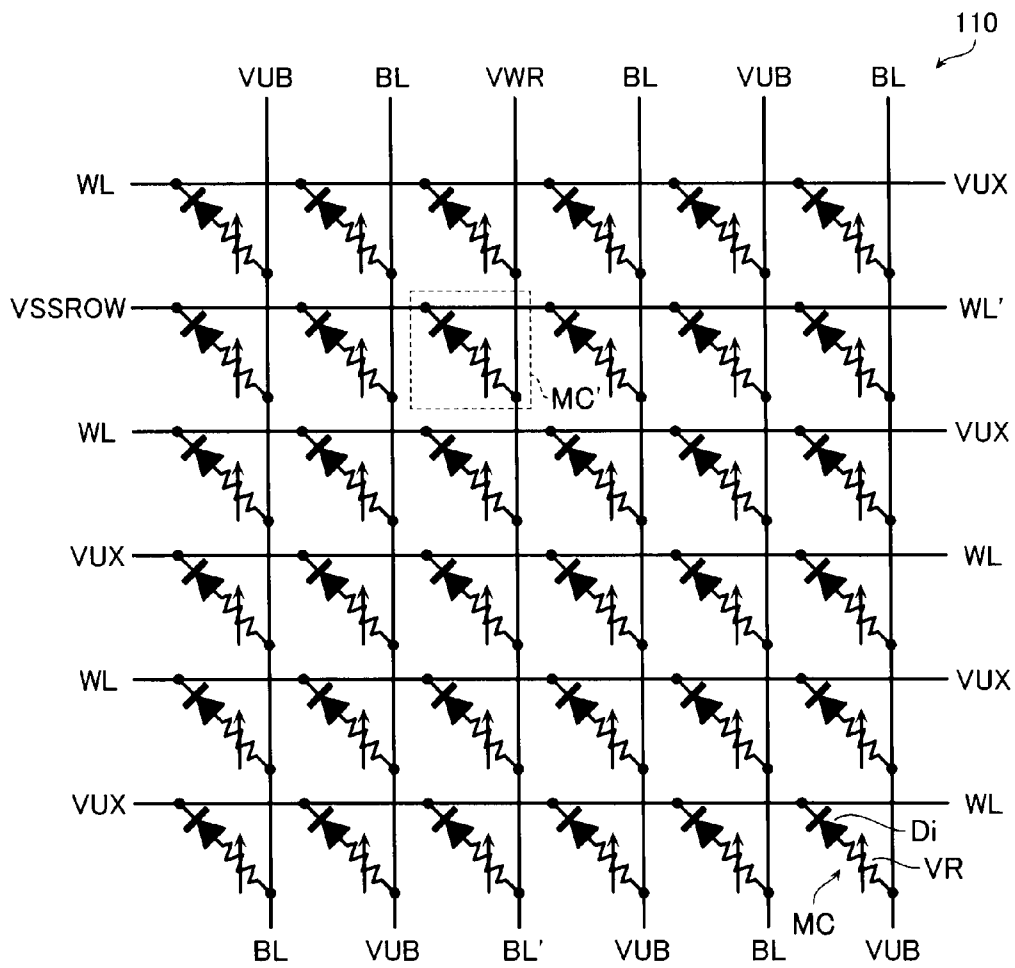 110
VUB BL VWR BL VUB BL
WL VUX
VSSROW WL'
MC'
WL VUX
VUX WL
WL VUX
VUX WL
Di
VR
MC
BL VUB BL' VUB BL VUB